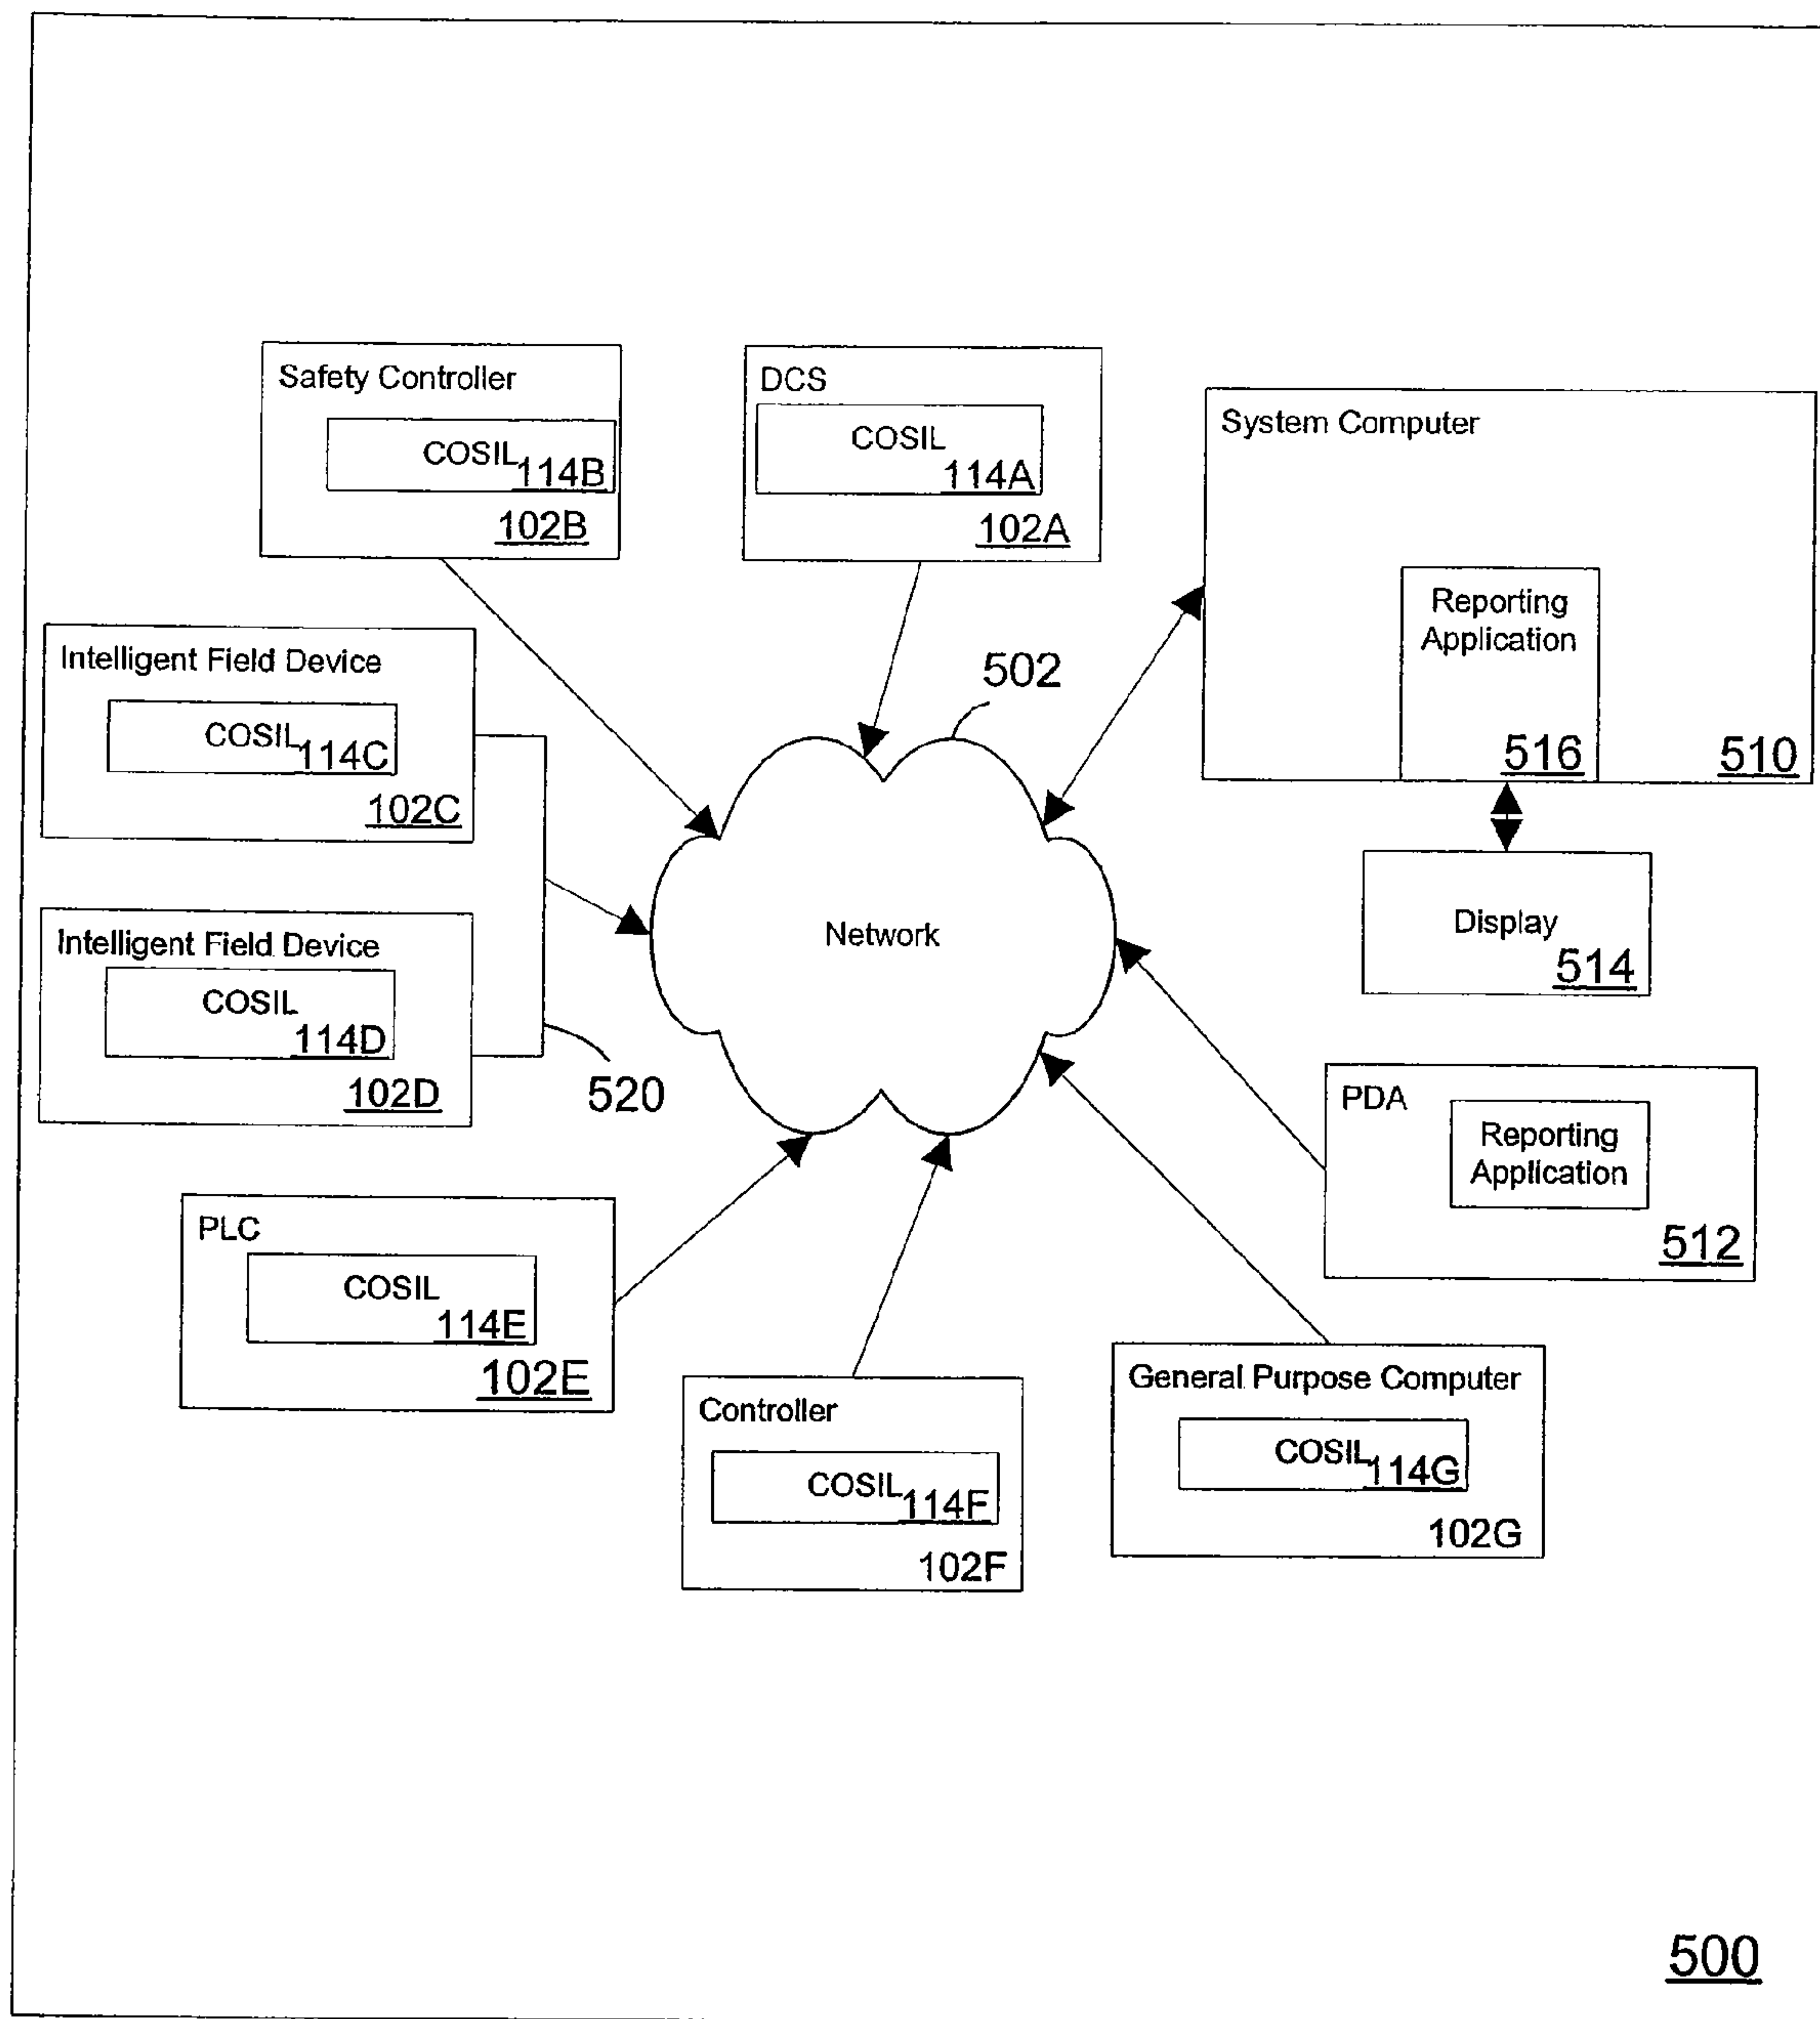 Safety Controller
COSIL 114B
102B
DCS
COSIL
114A
102A
System Computer
Reporting
Application
516
510
Intelligent Field Device
COSIL 114C
102C
502
Network
Display
514
Intelligent Field Device
COSIL
114D
102D
520
PDA
Reporting
Application
512
PLC
COSIL
114E
102E
Controller
COSIL 114F
102F
General Purpose Computer
COSIL 114G
102G
500